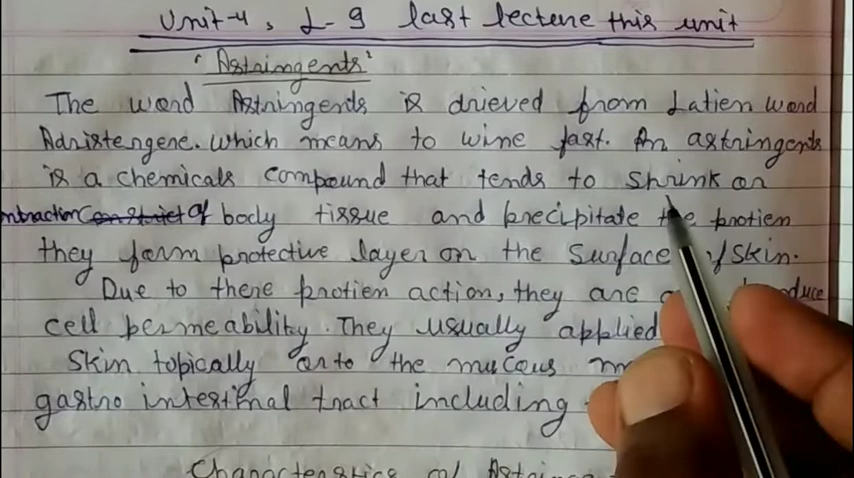 Unit-4, L-9 last lecture this unit
'Astringents'
The word Astringents is drieved from Latien word
Adristengene. which means to wine fast. An astringents
is a chemicals compound that tends to shrink or
ntraction Of body tissue and precipitate the protien
they form protective layer on the surface of skin.
Due to there protien action, they are duce
cell permeability. They usually applied
skin topically or to the mucous m
gastro intestinal tract including
Characteristics of Astringe